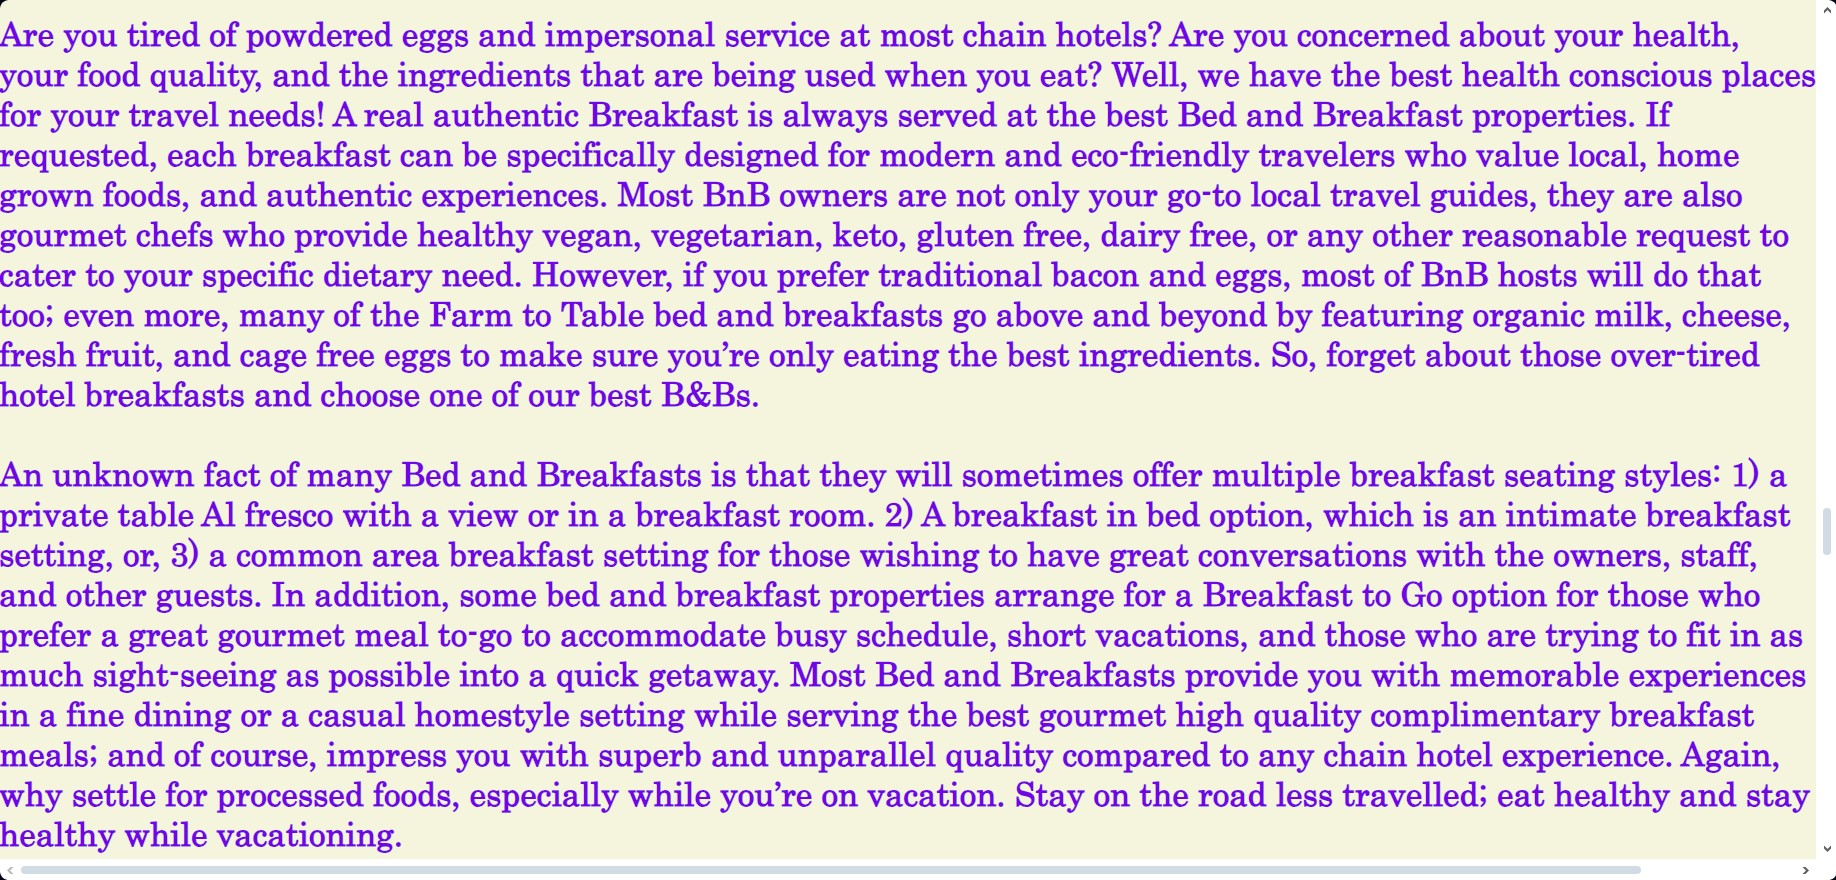 Are you tired of powdered eggs and impersonal service at most chain hotels? Are you concerned about your health,
your food quality, and the ingredients that are being used when you eat? Well, we have the best health conscious places
for your travel needs! A real authentic Breakfast is always served at the best Bed and Breakfast properties. If
requested, each breakfast can be specifically designed for modern and eco-friendly travelers who value local, home
grown foods, and authentic experiences. Most BnB owners are not only your go-to local travel guides, they are also
gourmet chefs who provide healthy vegan, vegetarian, keto, gluten free, dairy free, or any other reasonable request to
cater to your specific dietary need. However, if you prefer traditional bacon and eggs, most of BnB hosts will do that
too; even more, many of the Farm to Table bed and breakfasts go above and beyond by featuring organic milk, cheese,
fresh fruit, and cage free eggs to make sure you’re only eating the best ingredients. So, forget about those over-tired
hotel breakfasts and choose one of our best B&Bs.
An unknown fact of many Bed and Breakfasts is that they will sometimes offer multiple breakfast seating styles: 1) a
private table Al fresco with a view or in a breakfast room. 2) A breakfast in bed option, which is an intimate breakfast
setting, or, 3) a common area breakfast setting for those wishing to have great conversations with the owners, staff,
and other guests. In addition, some bed and breakfast properties arrange for a Breakfast to Go option for those who
prefer a great gourmet meal to-go to accommodate busy schedule, short vacations, and those who are trying to fit in as
much sight-seeing as possible into a quick getaway. Most Bed and Breakfasts provide you with memorable experiences
in a fine dining or a casual homestyle setting while serving the best gourmet high quality complimentary breakfast
meals; and of course, impress you with superb and unparallel quality compared to any chain hotel experience. Again,
why settle for processed foods, especially while you’re on vacation. Stay on the road less travelled; eat healthy and stay
healthy while vacationing.